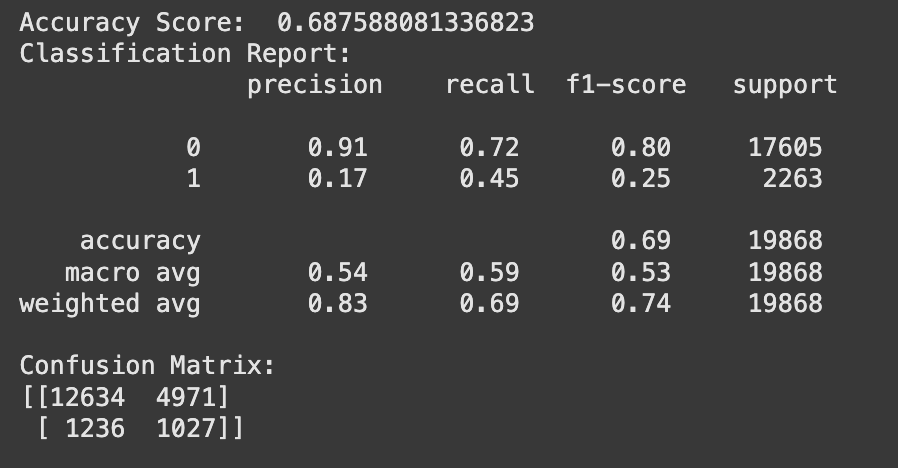 Accuracy Score:  0.687588081336823
Classification Report:
               precision    recall  f1-score   support

           0       0.91      0.72      0.80     17605
           1       0.17      0.45      0.25      2263

    accuracy                           0.69     19868
   macro avg       0.54      0.59      0.53     19868
weighted avg       0.83      0.69      0.74     19868

Confusion Matrix:
[[12634  4971]
 [ 1236  1027]]